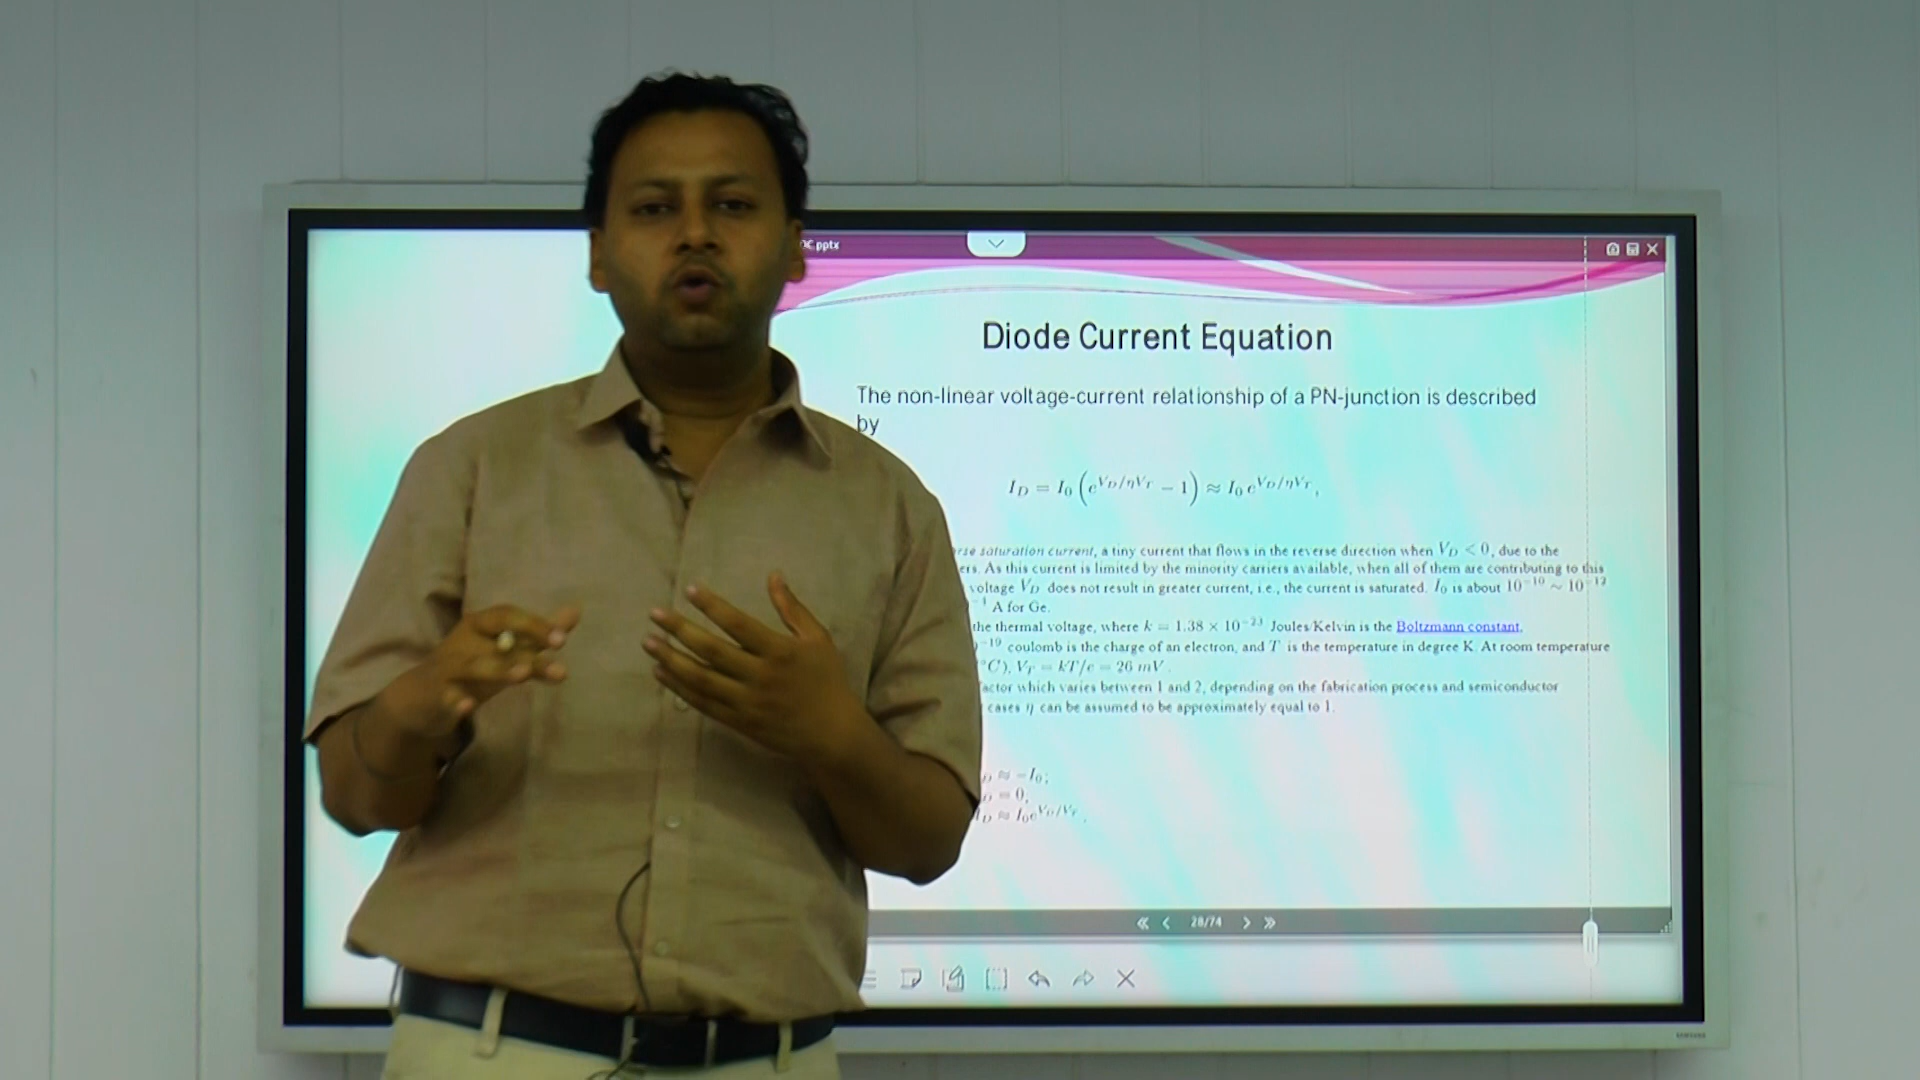 C.pptx
Diode Current Equation
The non-linear voltage-current relationship of a PN-junction is described
by
I_D = I_0 (e^{V_D/ηV_T} − 1) ≈ I_0 e^{V_D/ηV_T},
rse saturation current, a tiny current that flows in the reverse direction when V_D < 0, due to the
ers. As this current is limited by the minority carriers available, when all of them are contributing to this
voltage V_D does not result in greater current, i.e., the current is saturated. I_0 is about 10^{-10} ~ 10^{-12}
A for Ge.
the thermal voltage, where k = 1.38 × 10^{-23} Joules/Kelvin is the Boltzmann constant,
^{-19} coulomb is the charge of an electron, and T is the temperature in degree K. At room temperature
°C), V_T = kT/e = 26 mV.
actor which varies between 1 and 2, depending on the fabrication process and semiconductor
cases η can be assumed to be approximately equal to 1.
_D ≈ −I_0;
_D = 0,
I_D ≈ I_0e^{V_D/V_T}.
28/74
SAMSUNG